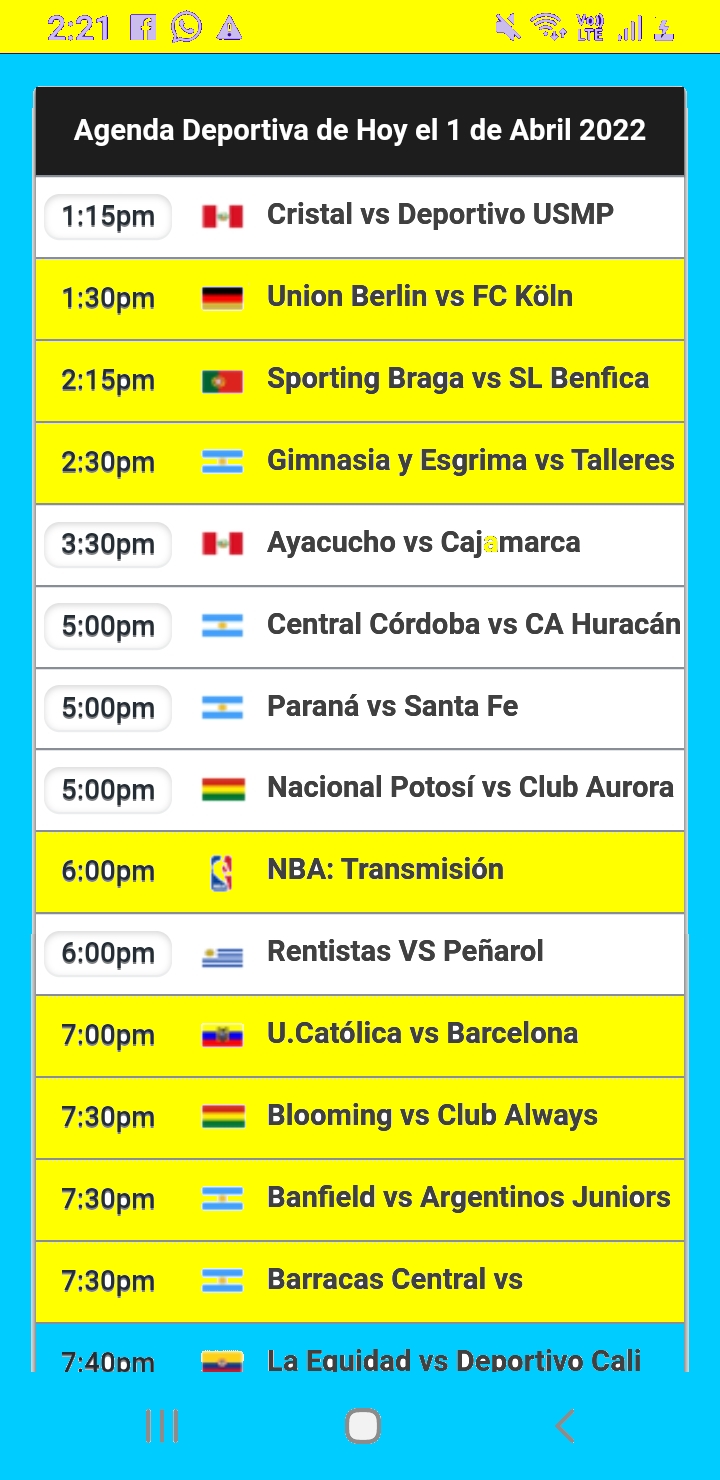 2:21
Vo)) LTE
Agenda Deportiva de Hoy el 1 de Abril 2022
1:15pm Cristal vs Deportivo USMP
1:30pm Union Berlin vs FC Köln
2:15pm Sporting Braga vs SL Benfica
2:30pm Gimnasia y Esgrima vs Talleres
3:30pm Ayacucho vs Cajamarca
5:00pm Central Córdoba vs CA Huracán
5:00pm Paraná vs Santa Fe
5:00pm Nacional Potosí vs Club Aurora
6:00pm NBA: Transmisión
6:00pm Rentistas VS Peñarol
7:00pm U.Católica vs Barcelona
7:30pm Blooming vs Club Always
7:30pm Banfield vs Argentinos Juniors
7:30pm Barracas Central vs
7:40pm La Equidad vs Deportivo Cali